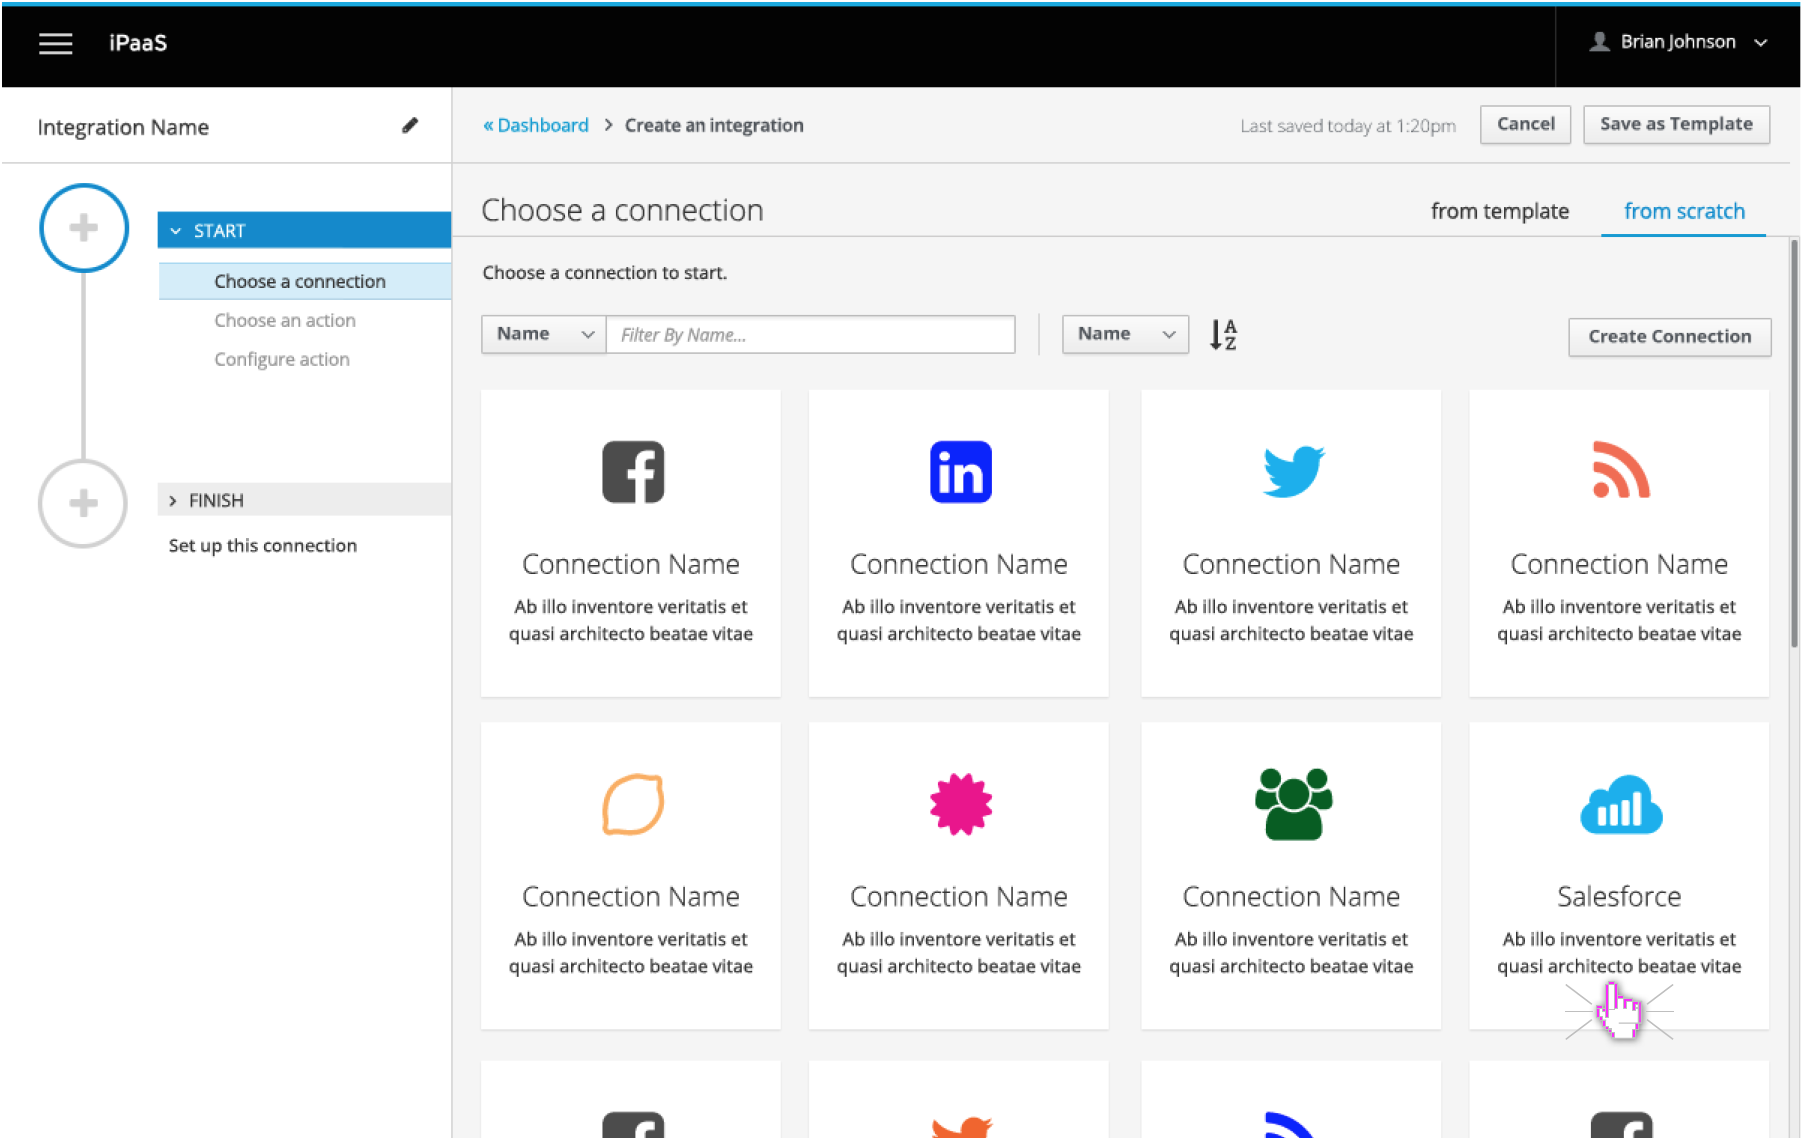 iPaaS
Brian Johnson
Integration Name
« Dashboard > Create an integration
Last saved today at 1:20pm
Cancel
Save as Template
START
Choose a connection
Choose an action
Configure action
FINISH
Set up this connection
Choose a connection
from template
from scratch
Choose a connection to start.
Name
Filter By Name...
Name
A
Z
Create Connection
Connection Name
Ab illo inventore veritatis et
quasi architecto beatae vitae
in
Connection Name
Ab illo inventore veritatis et
quasi architecto beatae vitae
Connection Name
Ab illo inventore veritatis et
quasi architecto beatae vitae
Connection Name
Ab illo inventore veritatis et
quasi architecto beatae vitae
Connection Name
Ab illo inventore veritatis et
quasi architecto beatae vitae
Connection Name
Ab illo inventore veritatis et
quasi architecto beatae vitae
Connection Name
Ab illo inventore veritatis et
quasi architecto beatae vitae
Salesforce
Ab illo inventore veritatis et
quasi architecto beatae vitae